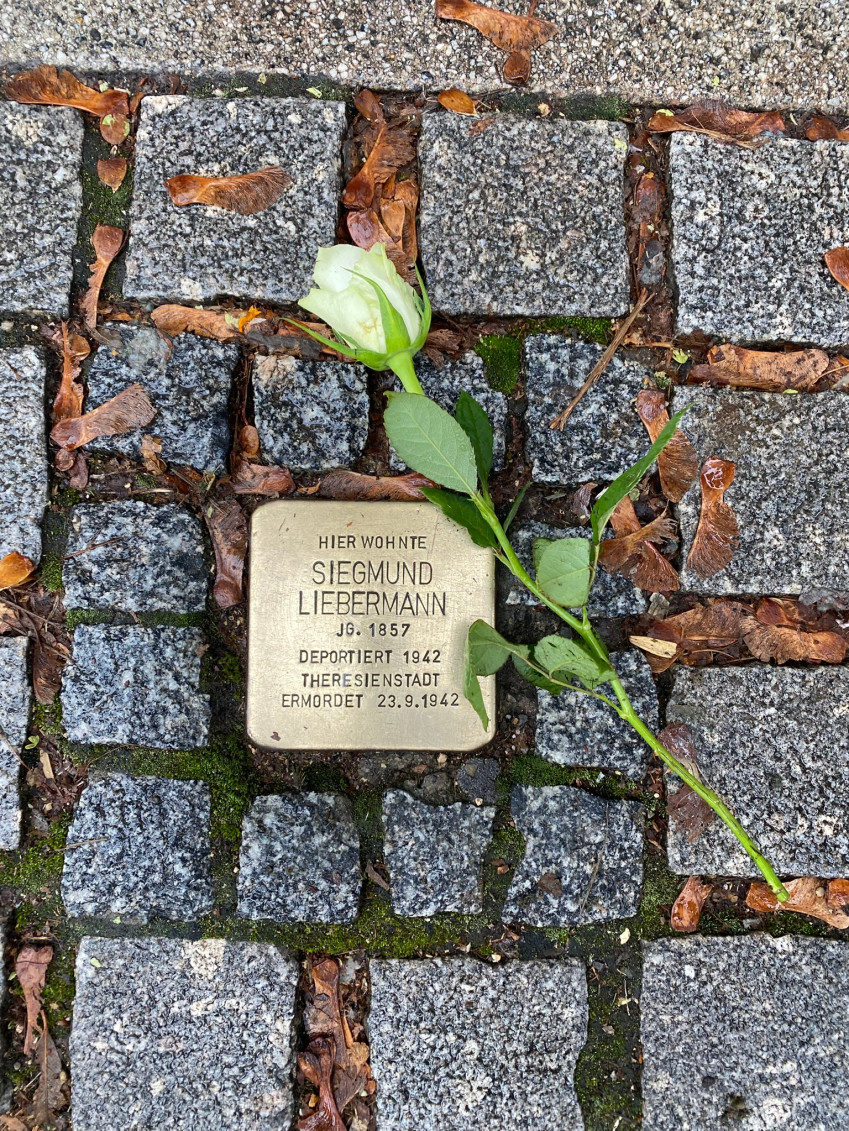 HIER WOHNTE
SIEGMUND
LIEBERMANN
JG. 1857
DEPORTIERT 1942
THERESIENSTADT
ERMORDET 23.9.1942